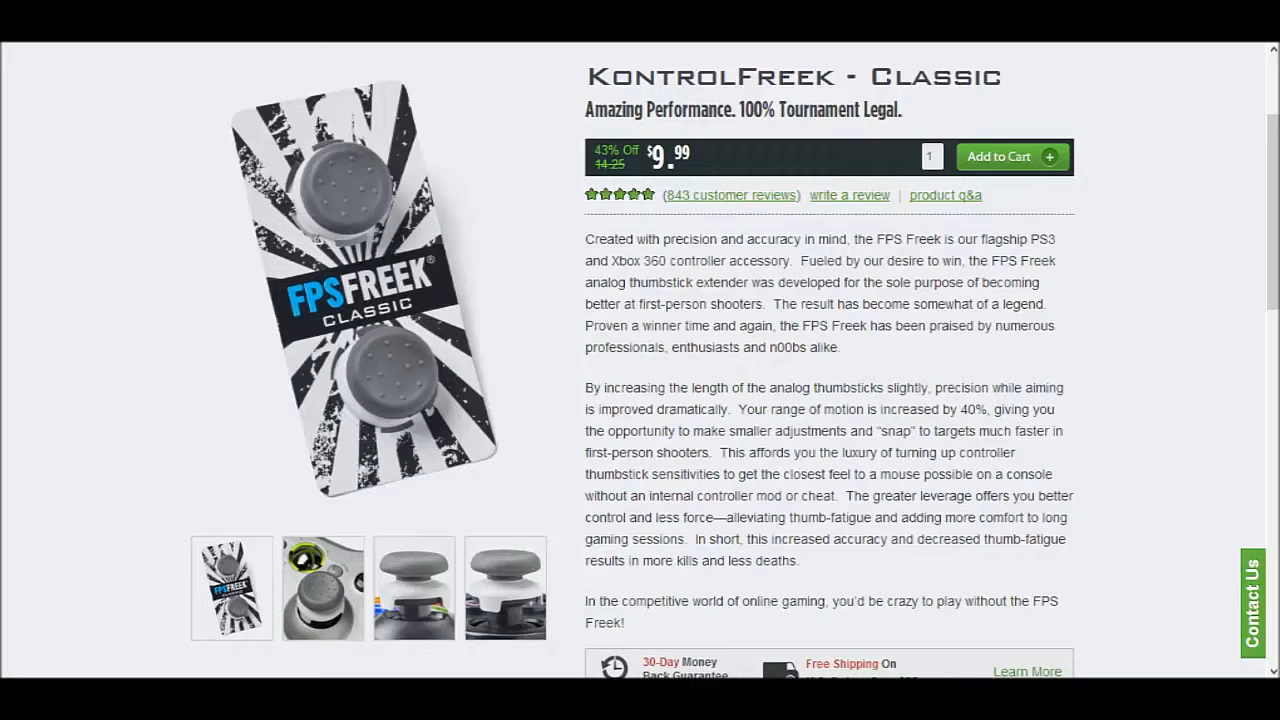 KontrolFreek - Classic
Amazing Performance. 100% Tournament Legal.
43% Off
14.25
$9.99
1
Add to Cart
(843 customer reviews) write a review | product q&a
Created with precision and accuracy in mind, the FPS Freek is our flagship PS3
and Xbox 360 controller accessory. Fueled by our desire to win, the FPS Freek
analog thumbstick extender was developed for the sole purpose of becoming
better at first-person shooters. The result has become somewhat of a legend.
Proven a winner time and again, the FPS Freek has been praised by numerous
professionals, enthusiasts and n00bs alike.
By increasing the length of the analog thumbsticks slightly, precision while aiming
is improved dramatically. Your range of motion is increased by 40%, giving you
the opportunity to make smaller adjustments and “snap” to targets much faster in
first-person shooters. This affords you the luxury of turning up controller
thumbstick sensitivities to get the closest feel to a mouse possible on a console
without an internal controller mod or cheat. The greater leverage offers you better
control and less force—alleviating thumb-fatigue and adding more comfort to long
gaming sessions. In short, this increased accuracy and decreased thumb-fatigue
results in more kills and less deaths.
In the competitive world of online gaming, you’d be crazy to play without the FPS
Freek!
30-Day Money
Back Guarantee
Free Shipping On
Learn More
FPSFREEK®
CLASSIC
FPSFREEK
CLASSIC
Contact Us